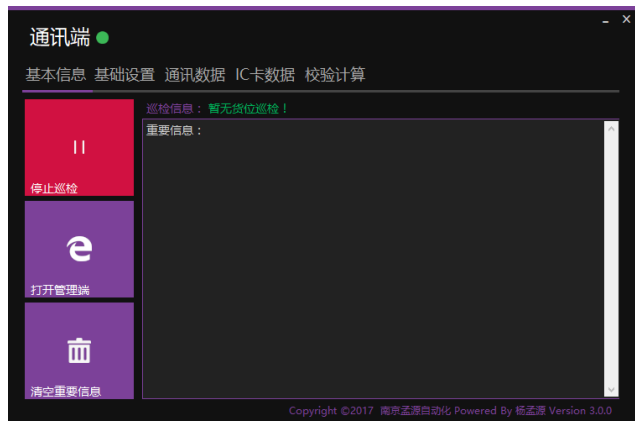 通讯端
基本信息 基础设置 通讯数据 IC卡数据 校验计算
巡检信息：暂无货位巡检！
重要信息：
停止巡检
打开管理端
清空重要信息
Copyright ©2017 南京孟源自动化 Powered By 杨孟源 Version 3.0.0